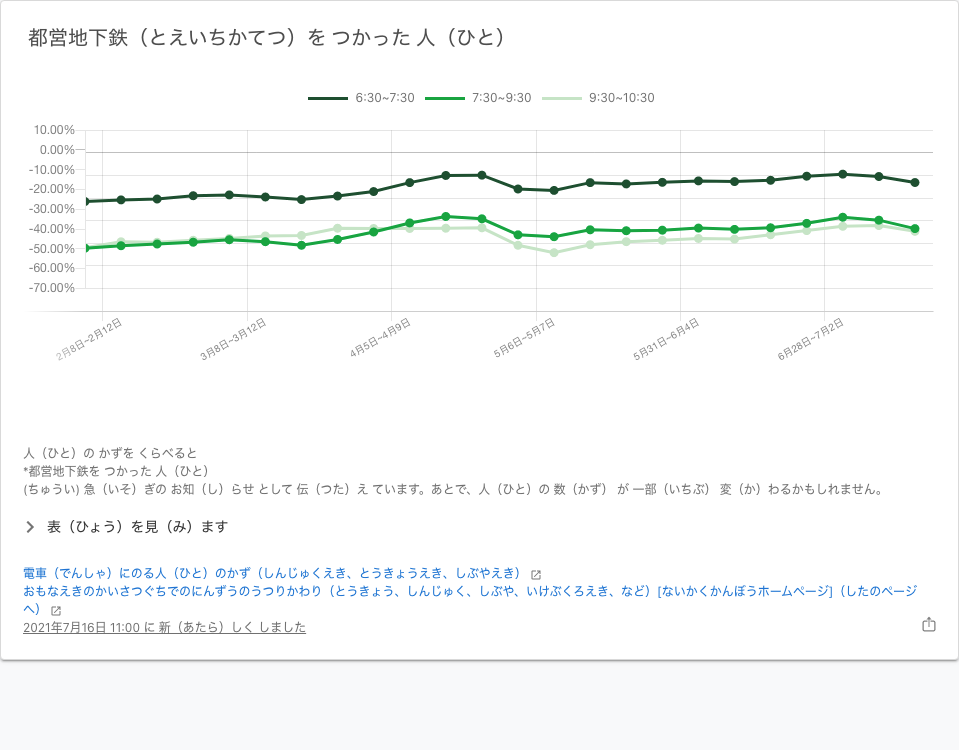 都営地下鉄（とえいちかてつ）を つかった 人（ひと）
6:30~7:30 7:30~9:30 9:30~10:30
10.00%
0.00%
-10.00%
-20.00%
-30.00%
-40.00%
-50.00%
-60.00%
-70.00%
2月8日~2月12日 3月8日~3月12日 4月5日~4月9日 5月6日~5月7日 5月31日~6月4日 6月28日~7月2日
人（ひと）の かずを くらべると
*都営地下鉄を つかった 人（ひと）
(ちゅうい) 急（いそ）ぎの お知（し）らせ として 伝（つた）え ています。あとで、人（ひと）の 数（かず） が 一部（いちぶ） 変（か）わるかもしれません。
表（ひょう）を見（み）ます
電車（でんしゃ）にのる人（ひと）のかず（しんじゅくえき、とうきょうえき、しぶやえき）
おもなえきのかいさつぐちでのにんずうのうつりかわり（とうきょう、しんじゅく、しぶや、いけぶくろえき、など）[ないかくかんぼうホームページ]（したのページ
へ）
2021年7月16日 11:00 に 新（あたら）しく しました